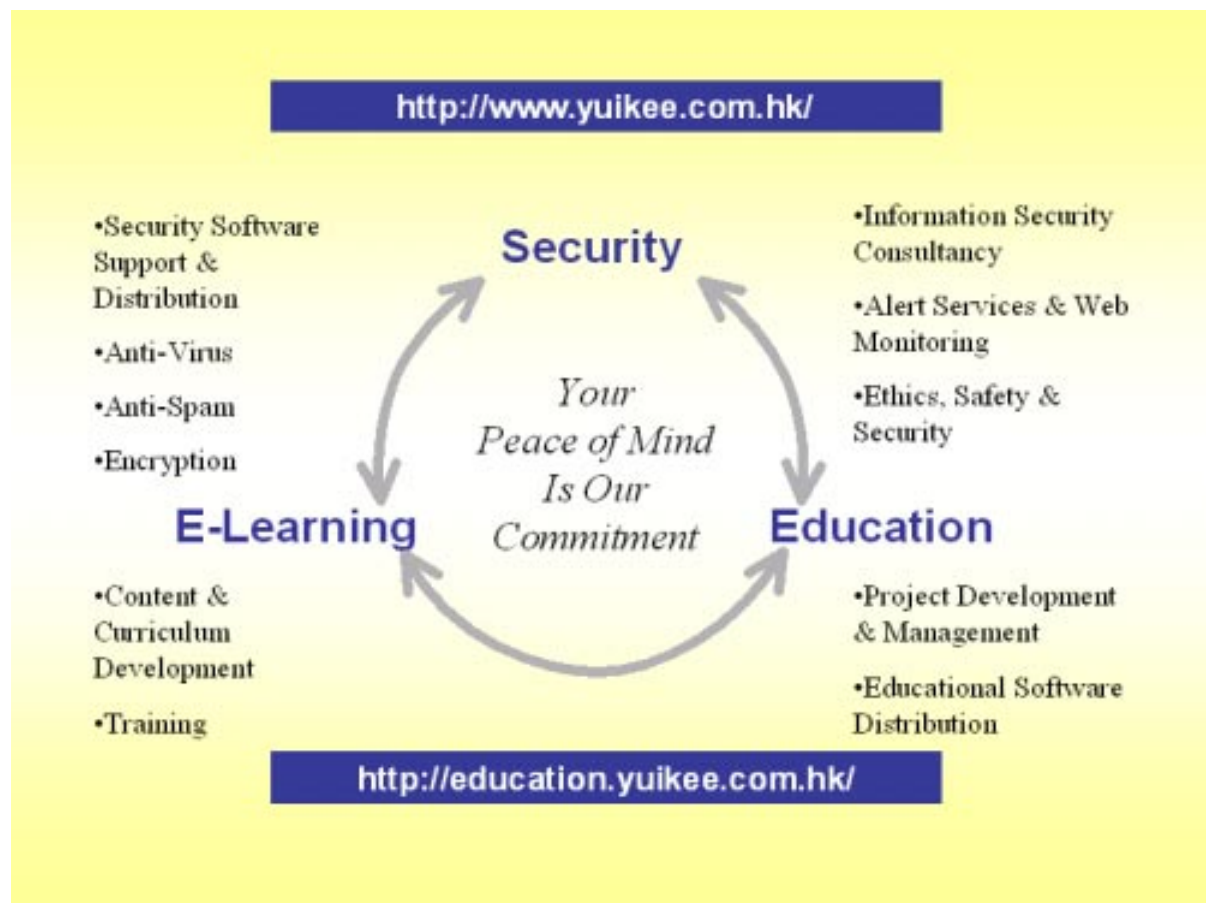 http://www.yuikee.com.hk/
•Security Software
Support &
Distribution
•Anti-Virus
•Anti-Spam
•Encryption
Security
•Information Security
Consultancy
•Alert Services & Web
Monitoring
•Ethics, Safety &
Security
Your
Peace of Mind
Is Our
Commitment
E-Learning
Education
•Content &
Curriculum
Development
•Training
•Project Development
& Management
•Educational Software
Distribution
http://education.yuikee.com.hk/